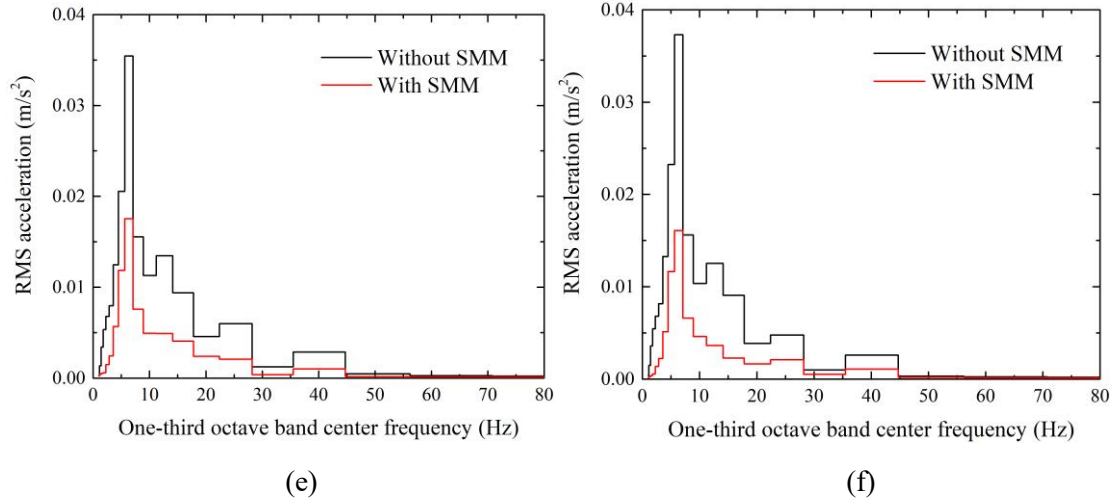 0.04
0.03
0.02
0.01
0.00
RMS acceleration (m/s²)
Without SMM
With SMM
0 10 20 30 40 50 60 70 80
One-third octave band center frequency (Hz)
(e)
0.04
0.03
0.02
0.01
0.00
RMS acceleration (m/s²)
Without SMM
With SMM
0 10 20 30 40 50 60 70 80
One-third octave band center frequency (Hz)
(f)